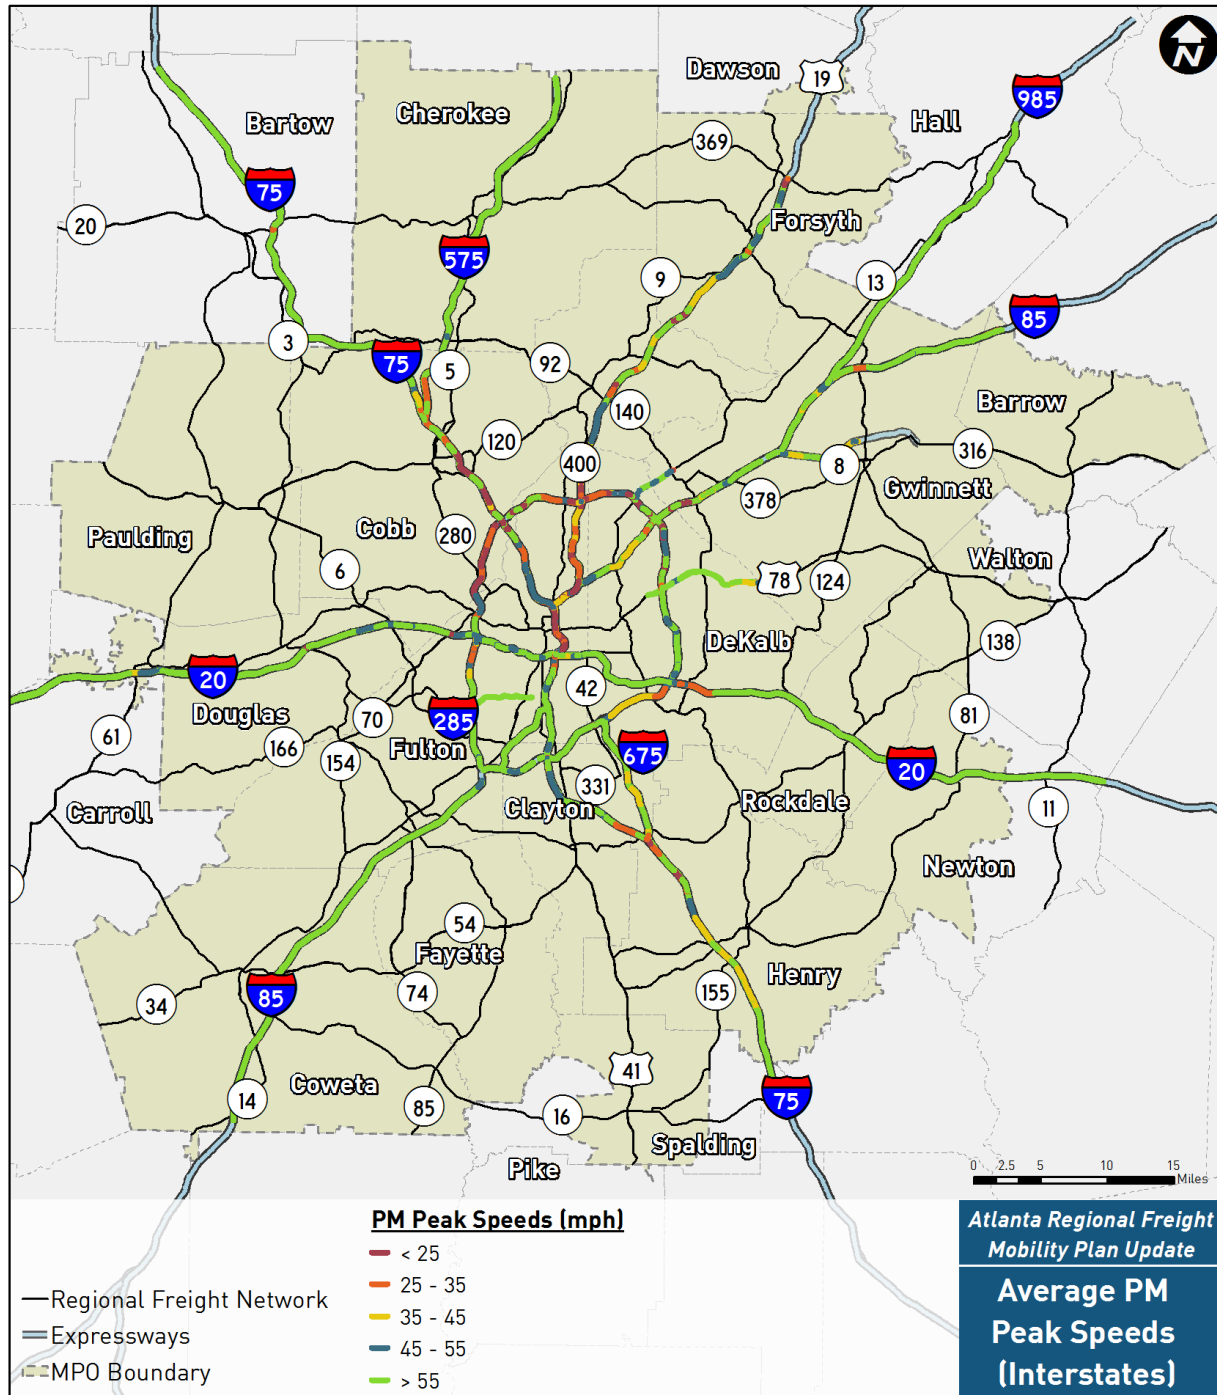 N
Dawson
19
985
Hall
Cherokee
Bartow
369
75
20
Forsyth
575
9
13
85
3
75
5
92
140
Barrow
120
400
8
316
378
Gwinnett
Cobb
280
Paulding
Walton
6
78
124
DeKalb
138
20
42
Douglas
70
285
81
61
166
Fulton
675
154
20
331
Clayton
Rockdale
11
Carroll
Newton
54
Fayette
Henry
34
85
74
155
41
Coweta
75
14
85
16
Spalding
Pike
0 2.5 5 10 15
Miles
PM Peak Speeds (mph)
< 25
25 - 35
35 - 45
45 - 55
> 55
Regional Freight Network
Expressways
MPO Boundary
Atlanta Regional Freight
Mobility Plan Update
Average PM
Peak Speeds
(Interstates)